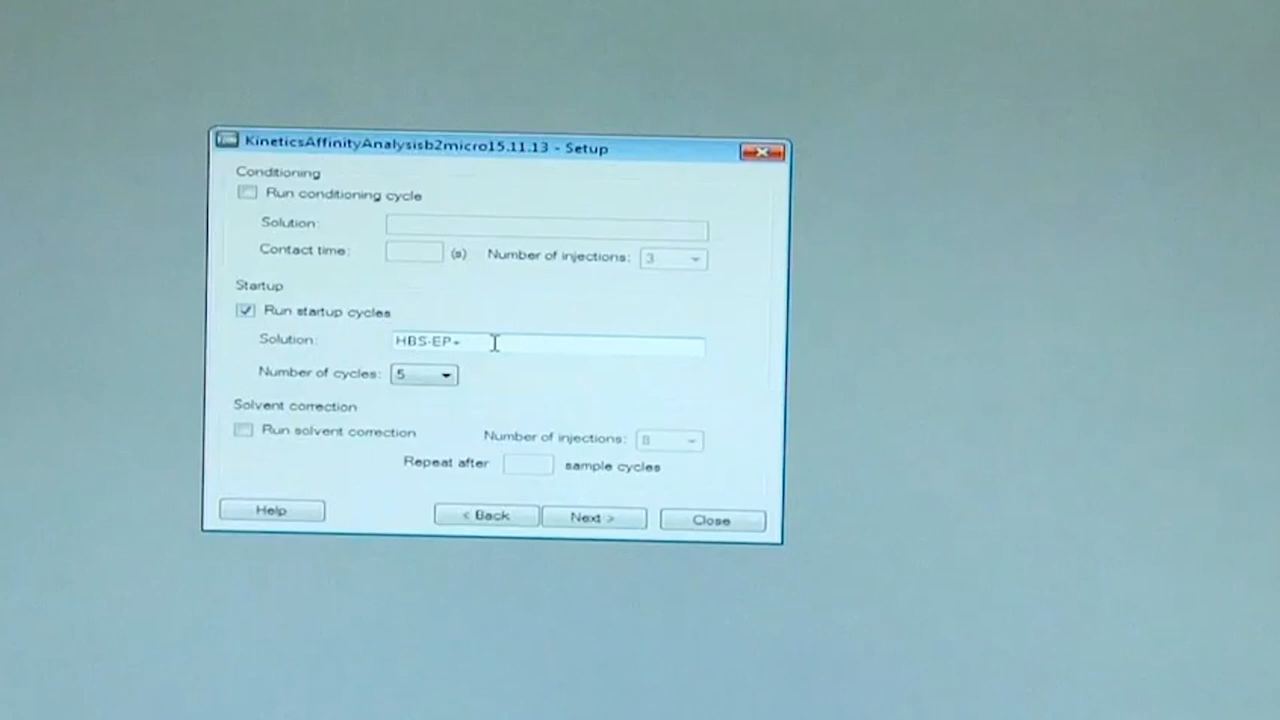 KineticsAffinityAnalysisb2micro15.11.13 - Setup
Conditioning
Run conditioning cycle
Solution:
Contact time: (s) Number of injections: 3
Startup
Run startup cycles
Solution: HBS-EP+
Number of cycles: 5
Solvent correction
Run solvent correction Number of injections: 8
Repeat after sample cycles
Help < Back Next > Close